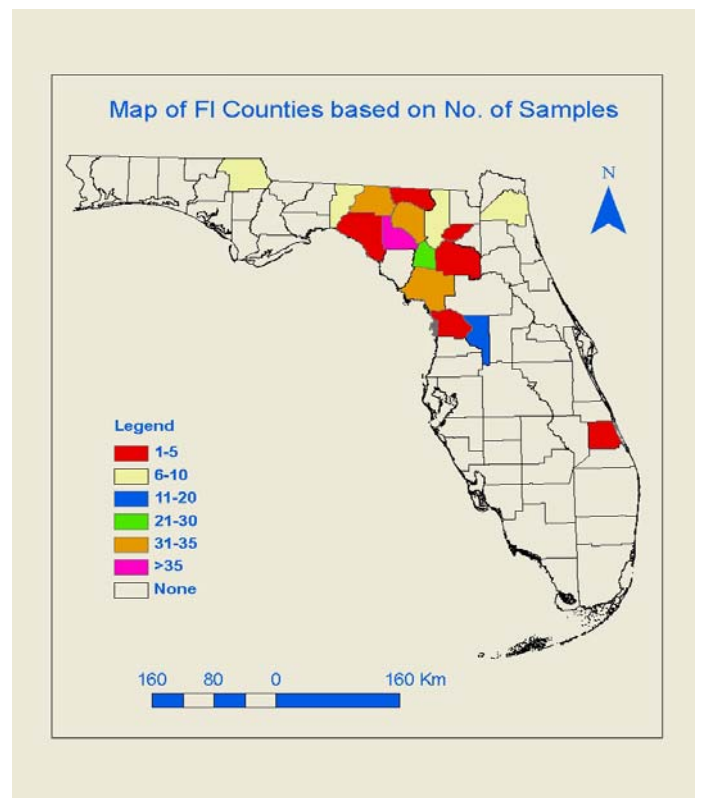 Map of Fl Counties based on No. of Samples
N
Legend
1-5
6-10
11-20
21-30
31-35
>35
None
160 80 0 160 Km